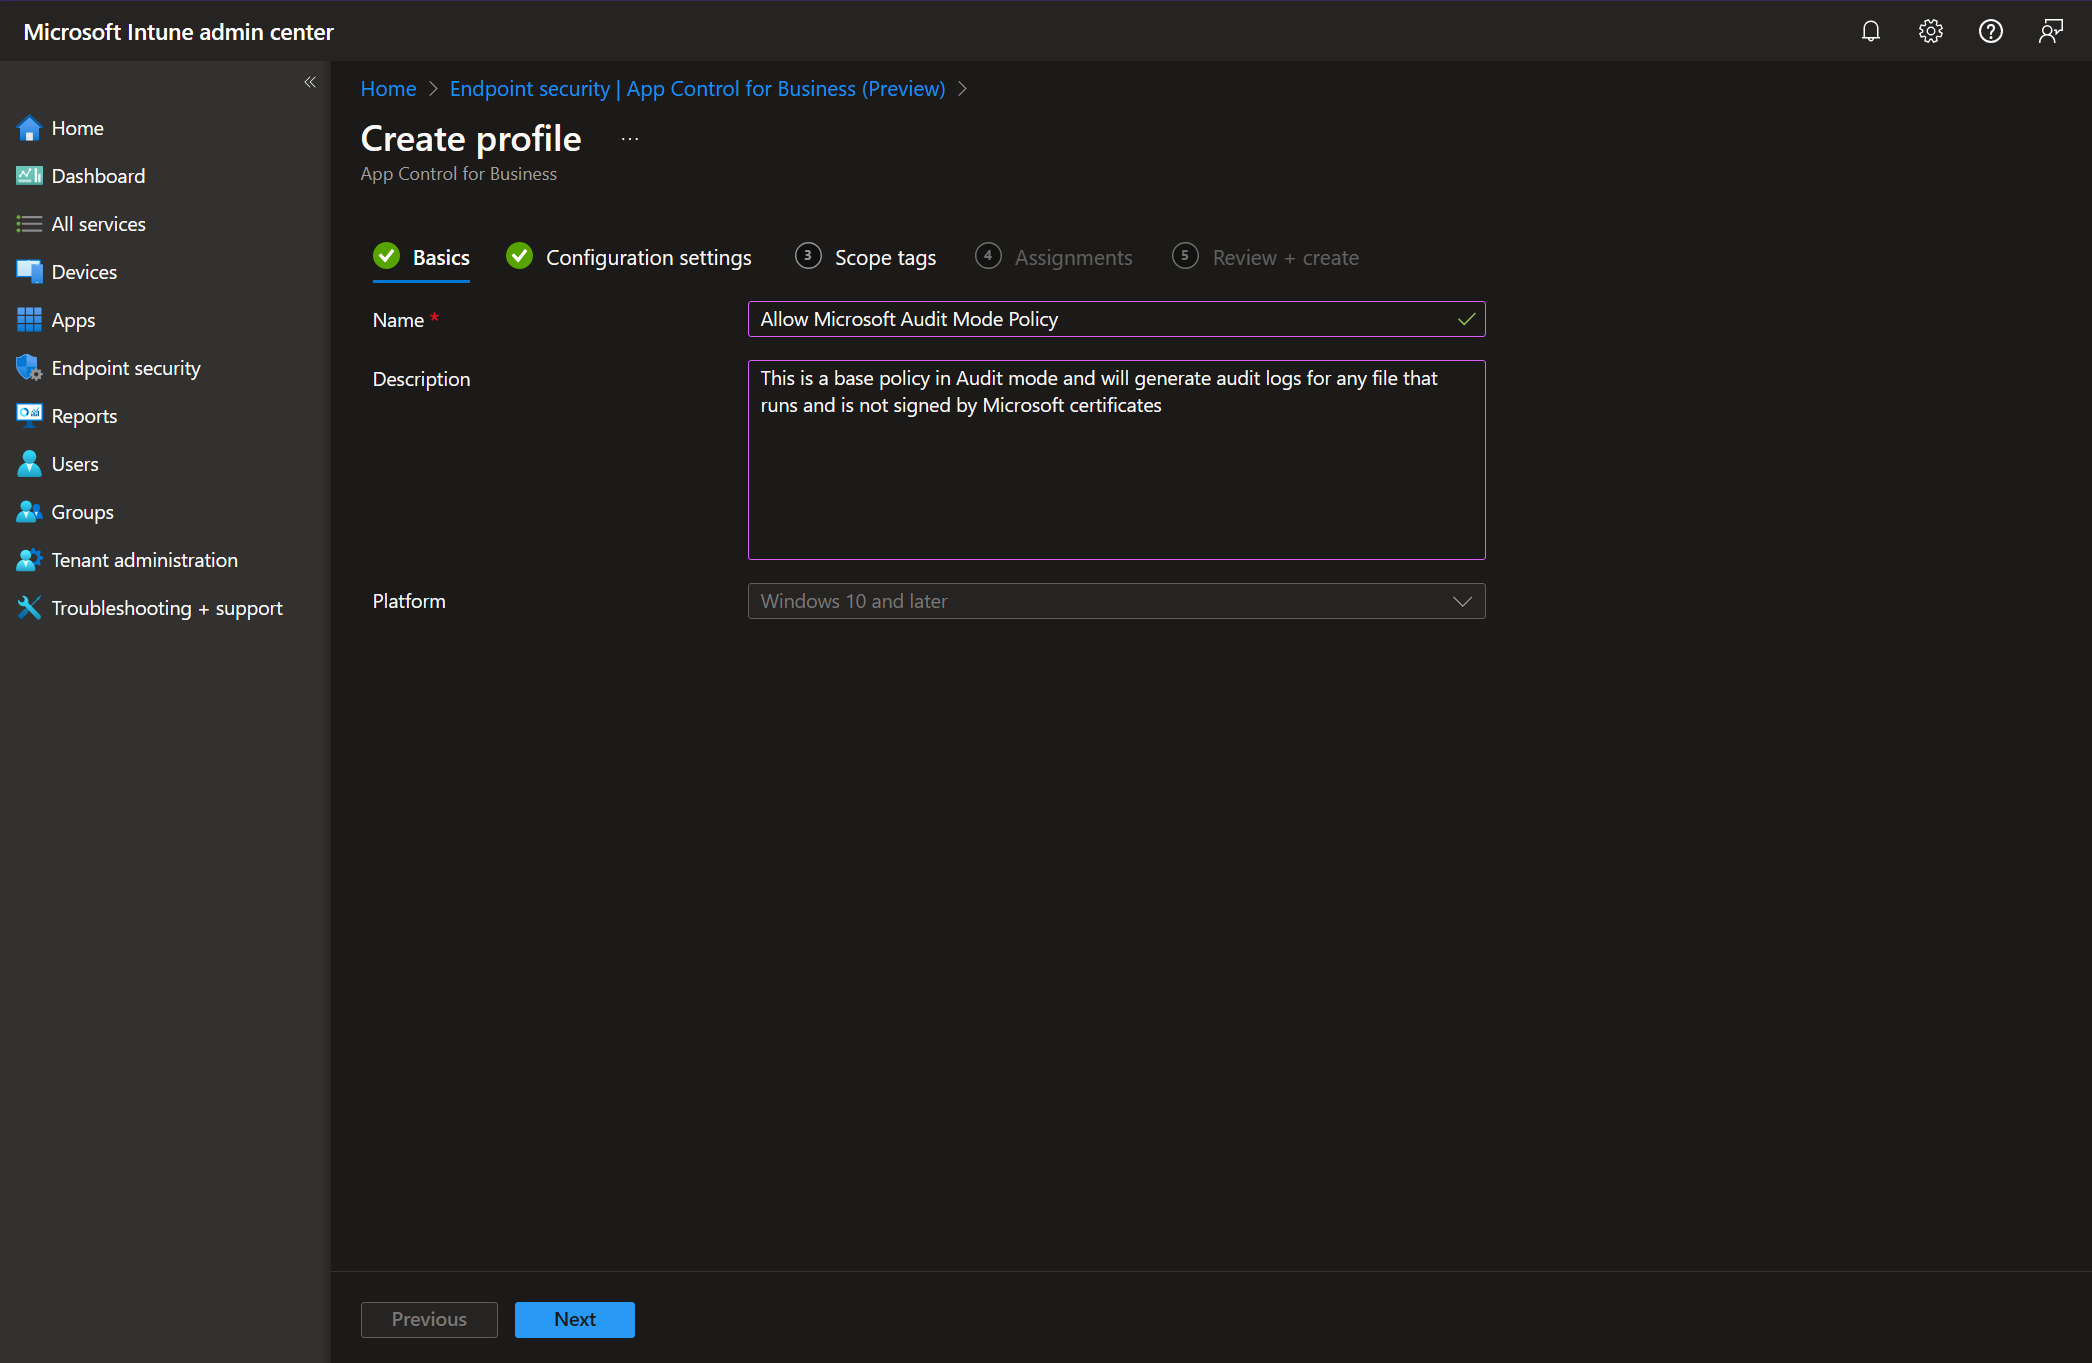 Microsoft Intune admin center
Home
Dashboard
All services
Devices
Apps
Endpoint security
Reports
Users
Groups
Tenant administration
Troubleshooting + support
Home > Endpoint security | App Control for Business (Preview) >
Create profile ...
App Control for Business
Basics Configuration settings 3 Scope tags 4 Assignments 5 Review + create
Name * Allow Microsoft Audit Mode Policy
Description
This is a base policy in Audit mode and will generate audit logs for any file that
runs and is not signed by Microsoft certificates
Platform Windows 10 and later
Previous Next